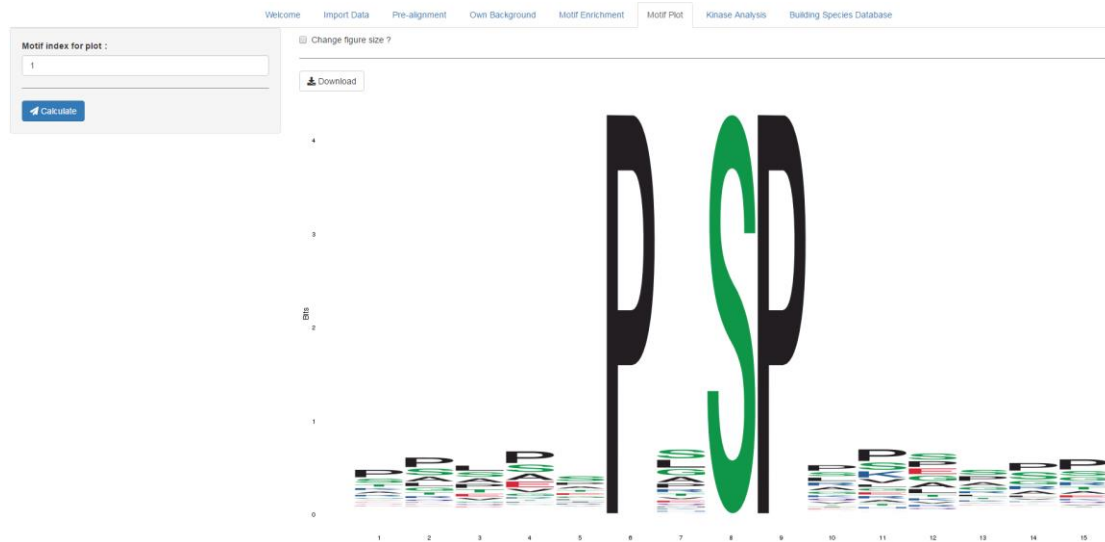 Welcome Import Data Pre-alignment Own Background Motif Enrichment Motif Plot Kinase Analysis Building Species Database
Motif index for plot :
1
Calculate
Change figure size ?
Download
4
3
2
1
0
Bits
P S P
1 2 3 4 5 6 7 8 9 10 11 12 13 14 15